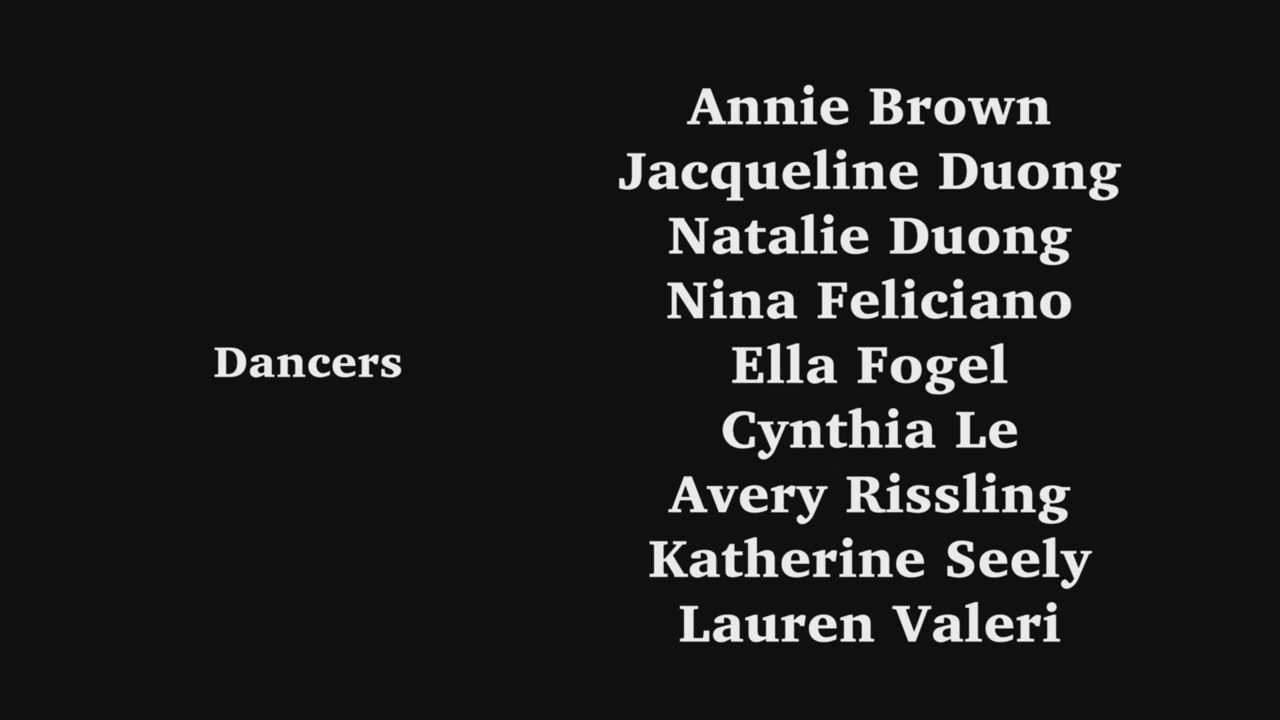 Dancers
Annie Brown
Jacqueline Duong
Natalie Duong
Nina Feliciano
Ella Fogel
Cynthia Le
Avery Rissling
Katherine Seely
Lauren Valeri